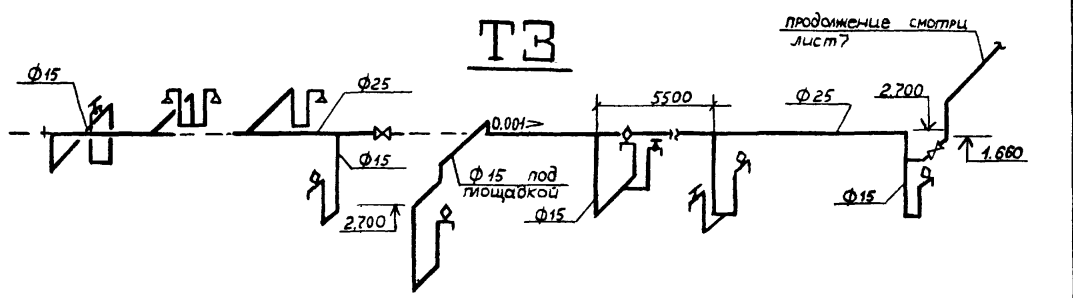 Т3
продолжение смотри
лист7
Ф15
Ф25
5500
Ф25
2.700
0.001>
1.660
Ф15
Ф15 под
площадкой
Ф15
Ф15
2.700